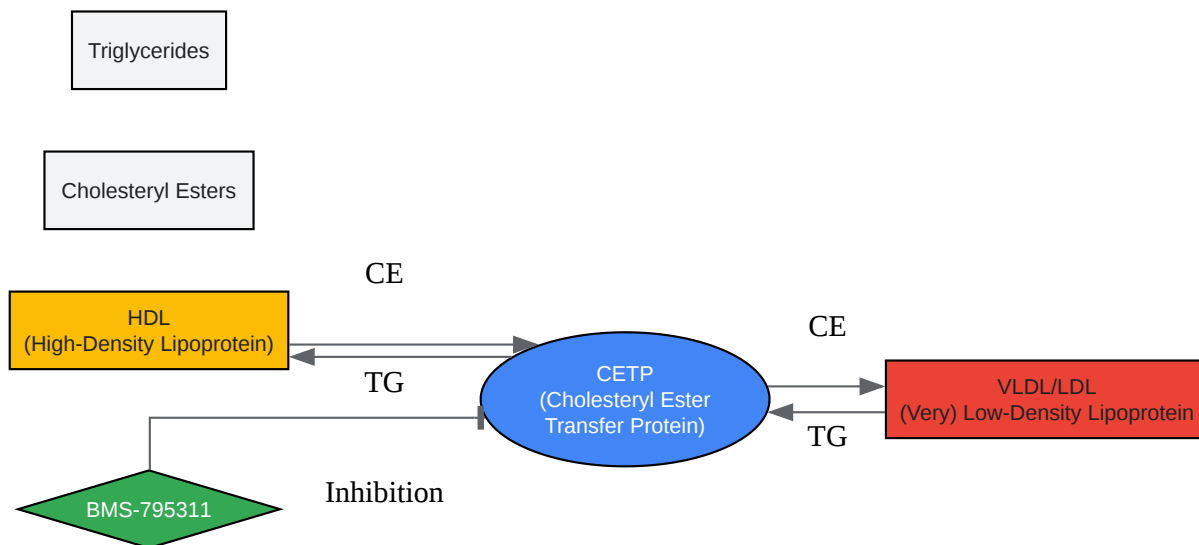 Triglycerides
Cholesteryl Esters
CE
HDL
(High-Density Lipoprotein)
TG
CETP
(Cholesteryl Ester
Transfer Protein)
CE
VLDL/LDL
(Very) Low-Density Lipoprotein
TG
Inhibition
BMS-795311